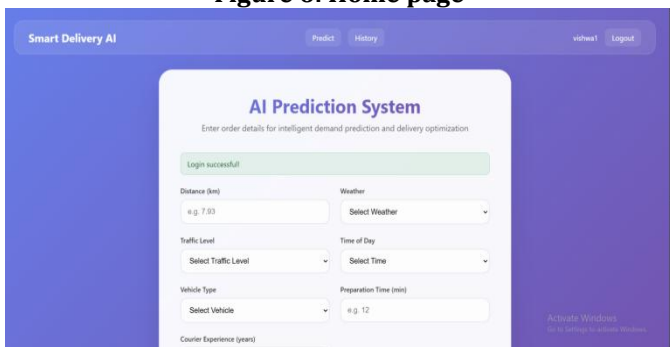 Figure 6: Home page
Smart Delivery AI Predict History vishwa1 Logout
AI Prediction System
Enter order details for intelligent demand prediction and delivery optimization
Login successful!
Distance (km) Weather
e.g. 7.93 Select Weather
Traffic Level Time of Day
Select Traffic Level Select Time
Vehicle Type Preparation Time (min)
Select Vehicle e.g. 12
Courier Experience (years)
Activate Windows
Go to Settings to activate Windows.